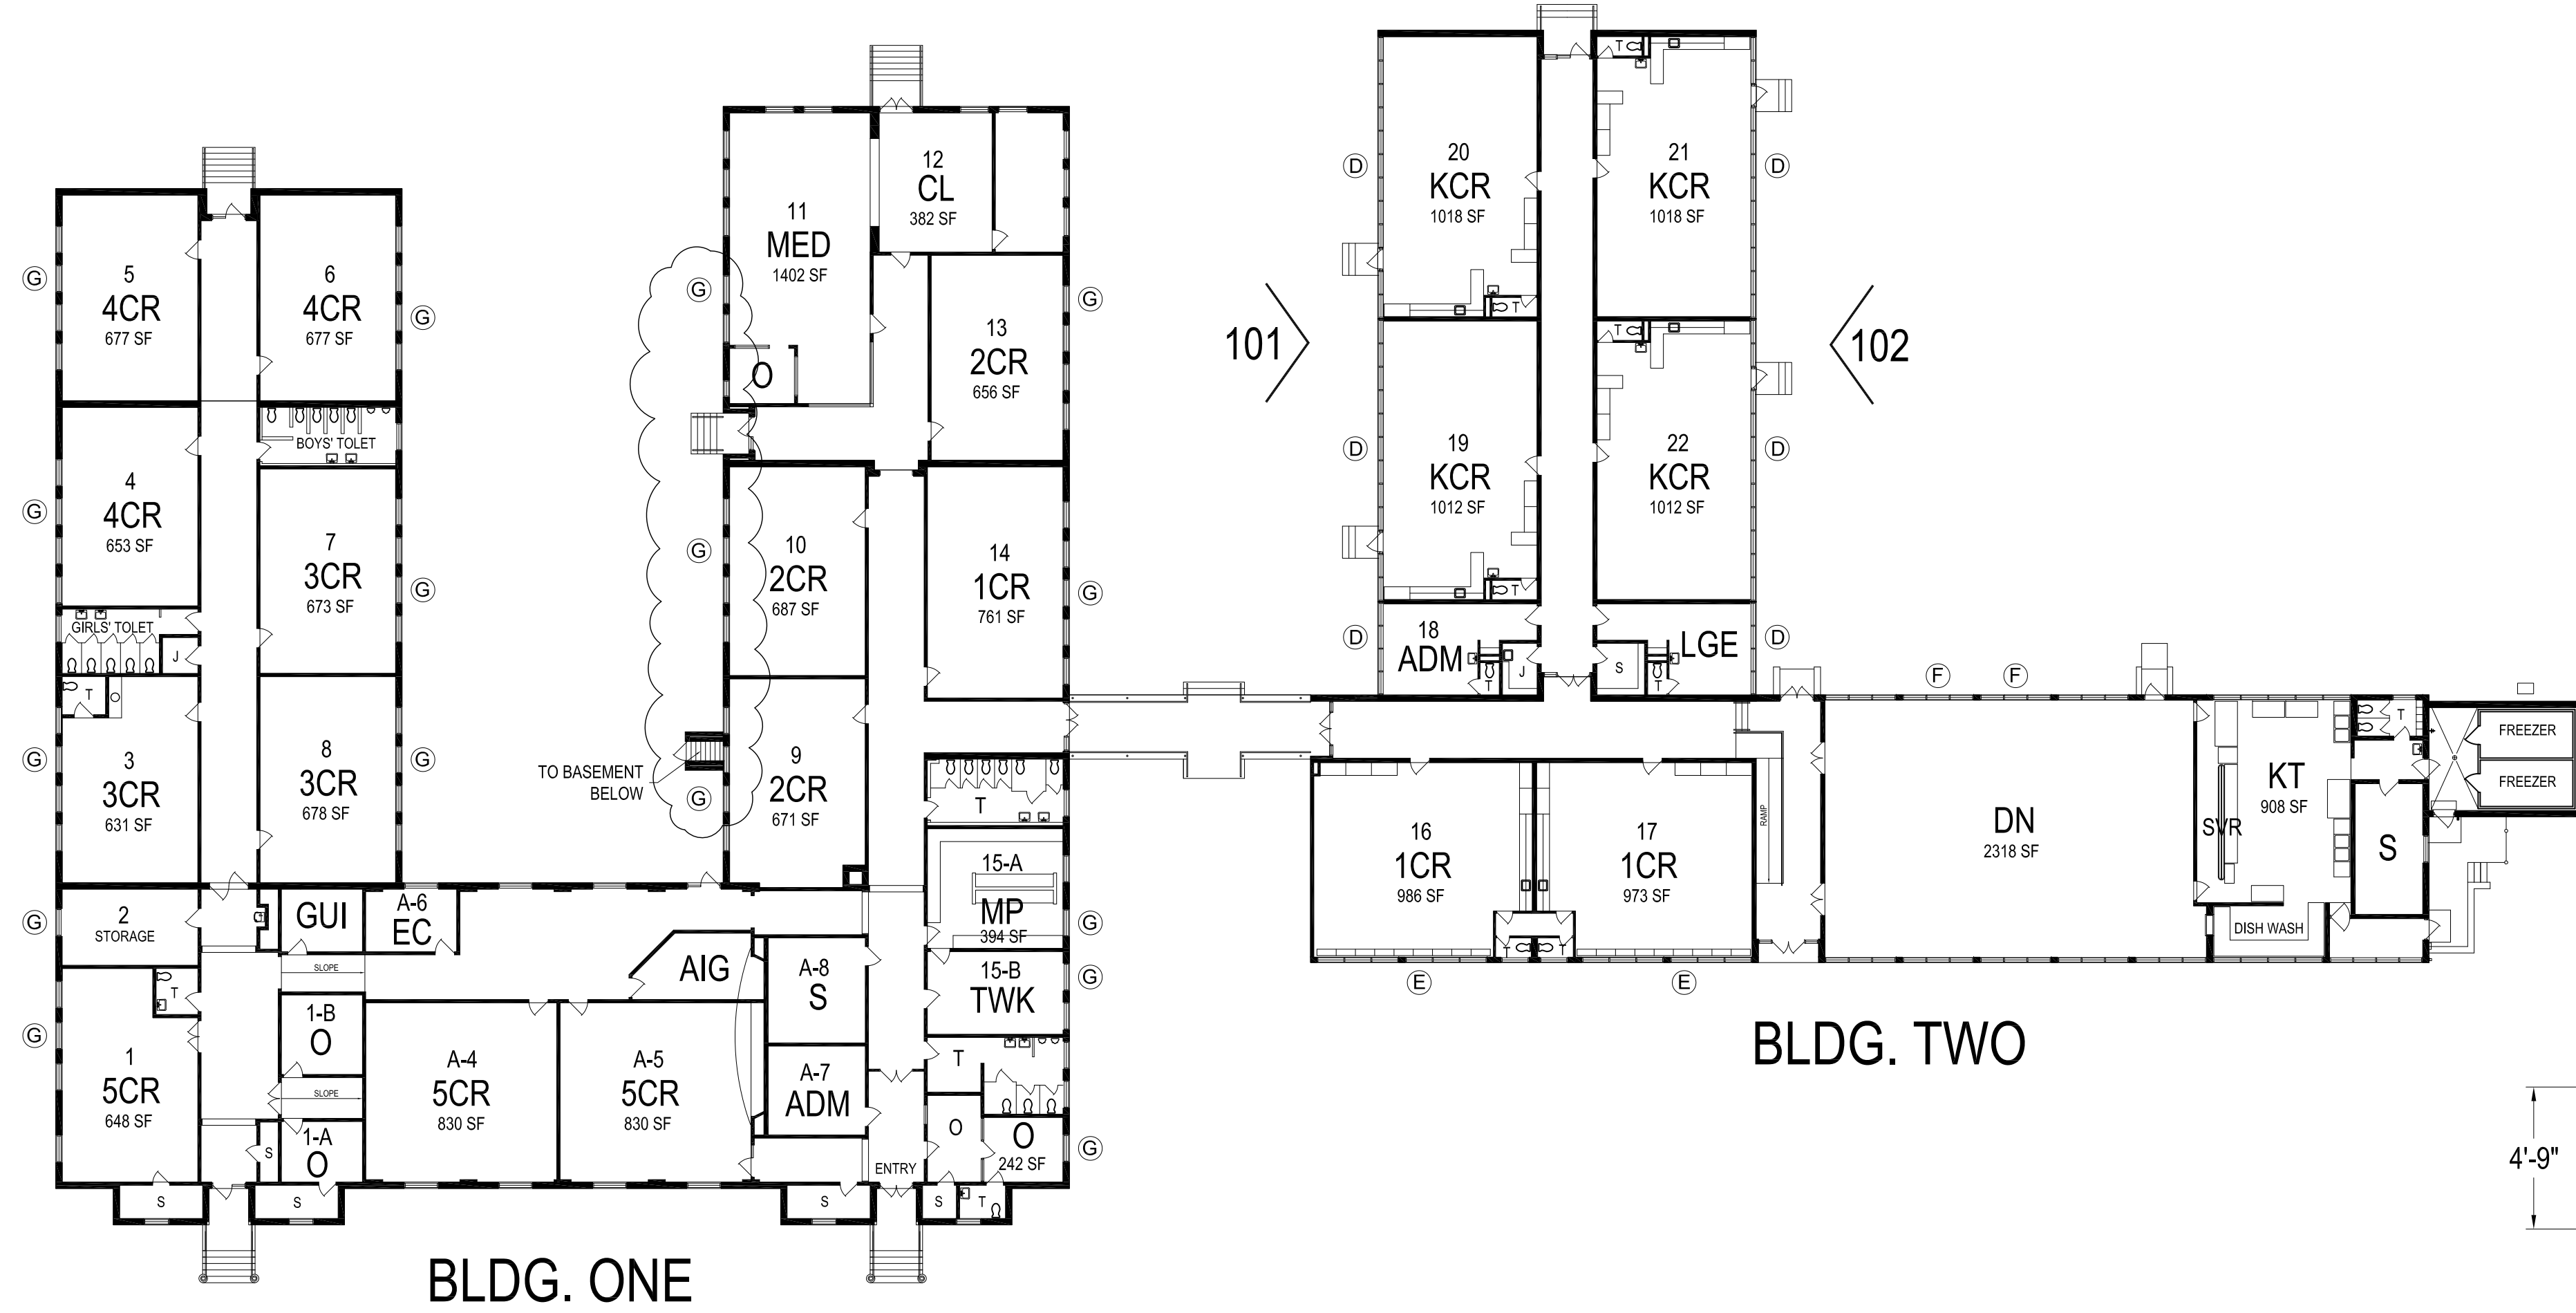 5
4CR
677 SF
6
4CR
677 SF
G
G
4
4CR
653 SF
G
BOYS' TOLET
7
3CR
673 SF
G
GIRLS' TOLET
J
T
3
3CR
631 SF
G
8
3CR
678 SF
G
2
STORAGE
G
GUI
A-6
EC
SLOPE
T
1
5CR
648 SF
G
1-B
O
SLOPE
1-A
O
S
S
S
A-4
5CR
830 SF
A-5
5CR
830 SF
AIG
A-8
S
A-7
ADM
S
ENTRY
11
MED
1402 SF
G
O
12
CL
382 SF
13
2CR
656 SF
G
10
2CR
687 SF
G
14
1CR
761 SF
G
9
2CR
671 SF
G
TO BASEMENT
BELOW
T
15-A
MP
394 SF
G
15-B
TWK
G
T
O
O
242 SF
G
S
T
BLDG. ONE
101
102
20
KCR
1018 SF
D
T
21
KCR
1018 SF
D
T
19
KCR
1012 SF
D
T
22
KCR
1012 SF
D
T
18
ADM
D
T
J
S
T
LGE
D
16
1CR
986 SF
E
T
T
17
1CR
973 SF
E
RAMP
F
F
DN
2318 SF
SVR
KT
908 SF
T
S
DISH WASH
FREEZER
FREEZER
BLDG. TWO
4'-9"